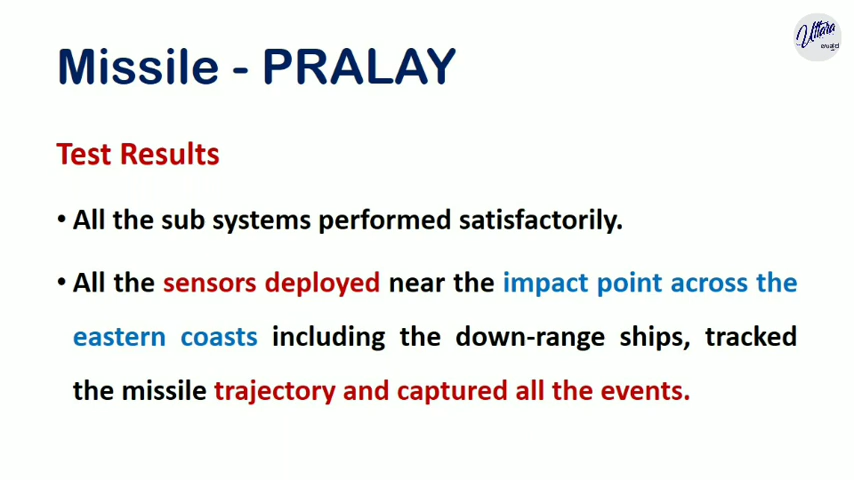 Uttara
Missile - PRALAY
Test Results
• All the sub systems performed satisfactorily.
• All the sensors deployed near the impact point across the
eastern coasts including the down-range ships, tracked
the missile trajectory and captured all the events.